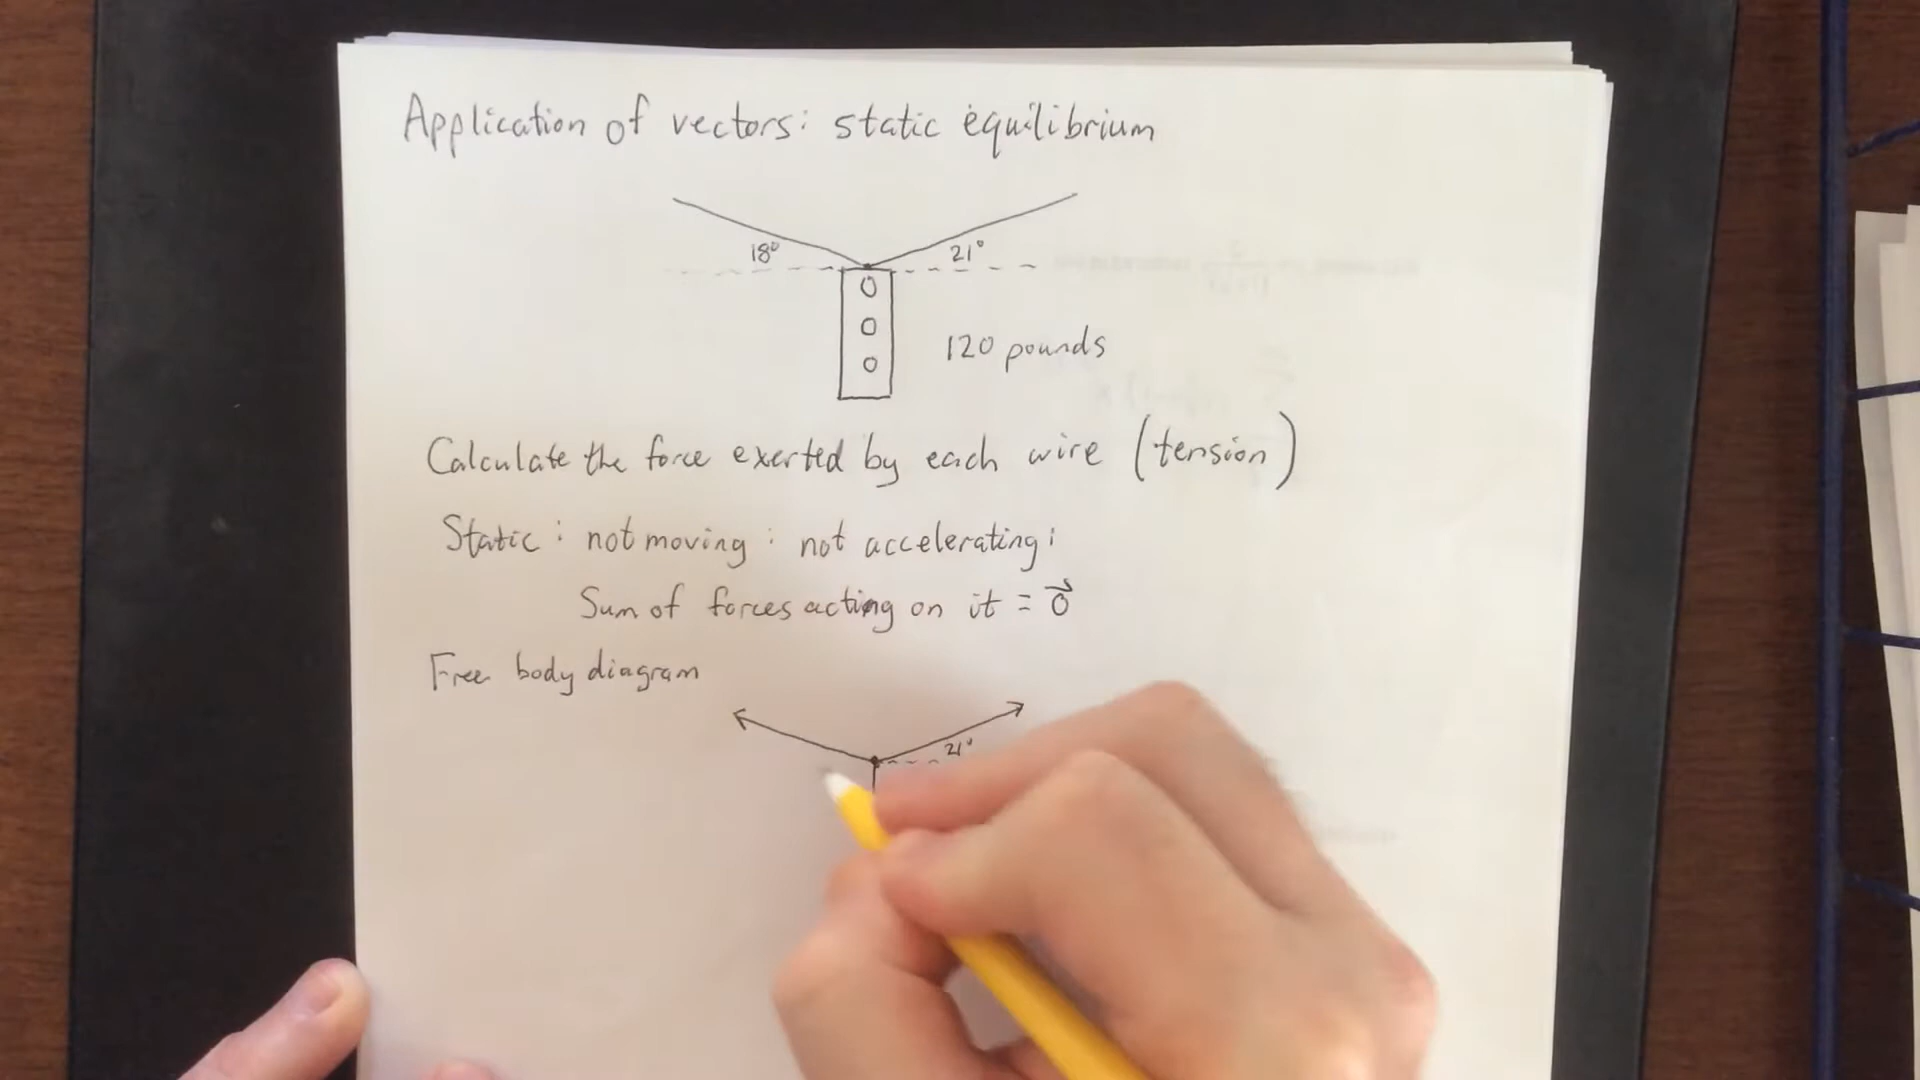 Application of vectors: static equilibrium
18° 21°
120 pounds
Calculate the force exerted by each wire (tension)
Static: not moving: not accelerating:
Sum of forces acting on it = 0⃗
Free body diagram
21°